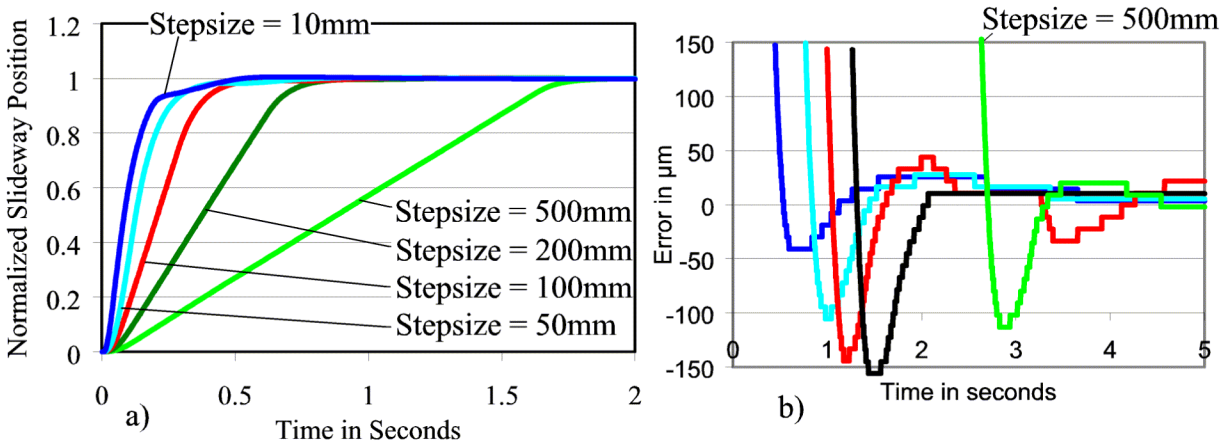 Stepsize = 10mm
Normalized Slideway Position
1.2
1
0.8
0.6
0.4
0.2
0
Stepsize = 500mm
Stepsize = 200mm
Stepsize = 100mm
Stepsize = 50mm
0 0.5 1 1.5 2
a)
Time in Seconds
Stepsize = 500mm
Error in µm
150
100
50
0
-50
-100
-150
0 1 2 3 4 5
Time in seconds
b)